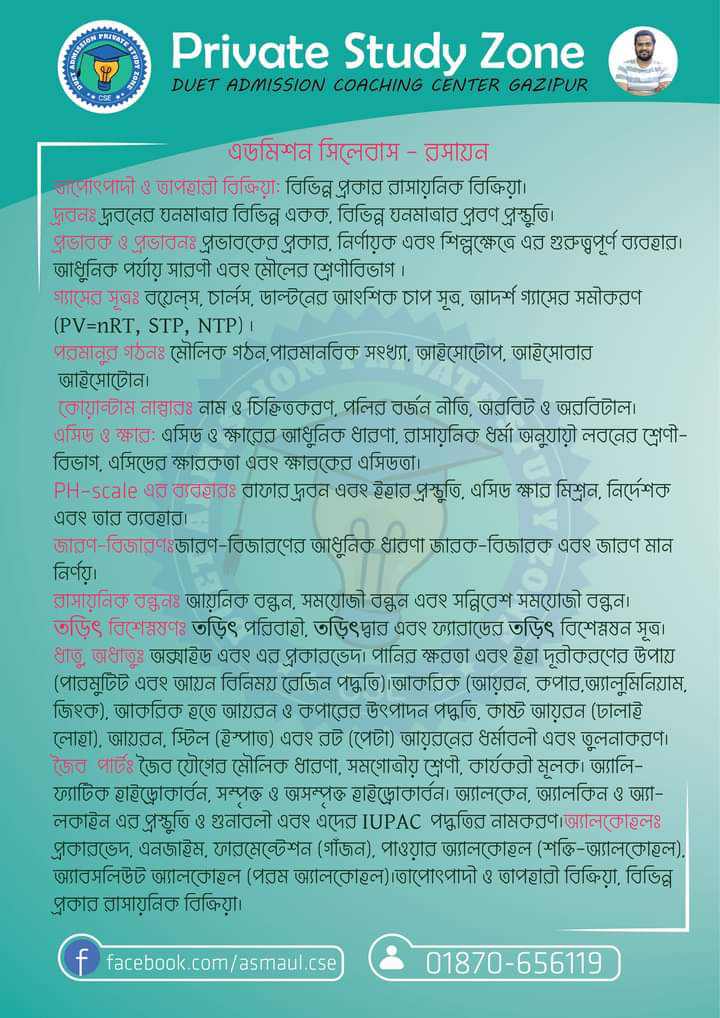 Private Study Zone
DUET ADMISSION COACHING CENTER GAZIPUR
DUET ADMISSION PRIVATE STUDY ZONE
CSE
এডমিশন সিলেবাস - রসায়ন
তাপোৎপাদী ও তাপহারী বিক্রিয়া: বিভিন্ন প্রকার রাসায়নিক বিক্রিয়া।
দ্রবনঃ দ্রবনের ঘনমাত্রার বিভিন্ন একক, বিভিন্ন ঘনমাত্রার দ্রবণ প্রস্তুতি।
প্রভাবক ও প্রভাবনঃ প্রভাবকের প্রকার, নির্ণায়ক এবং শিল্পক্ষেত্রে এর গুরুত্বপূর্ণ ব্যবহার।
আধুনিক পর্যায় সারণী এবং মৌলের শ্রেণীবিভাগ ।
গ্যাসের সূত্রঃ বয়েল্স, চার্লস, ডাল্টনের আংশিক চাপ সূত্র, আদর্শ গ্যাসের সমীকরণ
(PV=nRT, STP, NTP) ।
পরমানুর গঠনঃ মৌলিক গঠন,পারমানবিক সংখ্যা, আইসোটোপ, আইসোবার
আইসোটোন।
কোয়ান্টাম নাম্বারঃ নাম ও চিহ্নিতকরণ, পলির বর্জন নীতি, অরবিট ও অরবিটাল।
এসিড ও ক্ষার: এসিড ও ক্ষারের আধুনিক ধারণা, রাসায়নিক ধর্মা অনুযায়ী লবনের শ্রেণী-
বিভাগ, এসিডের ক্ষারকতা এবং ক্ষারকের এসিডতা।
PH-scale এর ব্যবহারঃ বাফার দ্রবন এবং ইহার প্রস্তুতি, এসিড ক্ষার মিশ্রন, নির্দেশক
এবং তার ব্যবহার।
জারণ-বিজারণঃজারণ-বিজারণের আধুনিক ধারণা জারক-বিজারক এবং জারণ মান
নির্ণয়।
রাসায়নিক বন্ধনঃ আয়নিক বন্ধন, সমযোজী বন্ধন এবং সন্নিবেশ সমযোজী বন্ধন।
তড়িৎ বিশেস্নষণঃ তড়িৎ পরিবাহী, তড়িৎদ্বার এবং ফ্যারাডের তড়িৎ বিশেস্নষন সূত্র।
ধাতু, অধাতুঃ অক্সাইড এবং এর প্রকারভেদ। পানির ক্ষরতা এবং ইহা দূরীকরণের উপায়
(পারমুটিট এবং আয়ন বিনিময় রেজিন পদ্ধতি)।আকরিক (আয়রন, কপার,অ্যালুমিনিয়াম,
জিংক), আকরিক হতে আয়রন ও কপারের উৎপাদন পদ্ধতি, কাষ্ট আয়রন (ঢালাই
লোহা), আয়রন, স্টিল (ইস্পাত) এবং রট (পেটা) আয়রনের ধর্মাবলী এবং তুলনাকরণ।
জৈব পার্টঃ জৈব যৌগের মৌলিক ধারণা, সমগোত্রীয় শ্রেণী, কার্যকরী মূলক। অ্যালি-
ফ্যাটিক হাইড্রোকার্বন, সম্পৃক্ত ও অসম্পৃক্ত হাইড্রোকার্বন। অ্যালকেন, অ্যালকিন ও অ্যা-
লকাইন এর প্রস্তুতি ও গুনাবলী এবং এদের IUPAC পদ্ধতির নামকরণ।অ্যালকোহলঃ
প্রকারভেদ, এনজাইম, ফারমেন্টেশন (গাঁজন), পাওয়ার অ্যালকোহল (শক্তি-অ্যালকোহল),
অ্যাবসলিউট অ্যালকোহল (পরম অ্যালকোহল)।তাপোৎপাদী ও তাপহারী বিক্রিয়া, বিভিন্ন
প্রকার রাসায়নিক বিক্রিয়া।
facebook.com/asmaul.cse
01870-656119